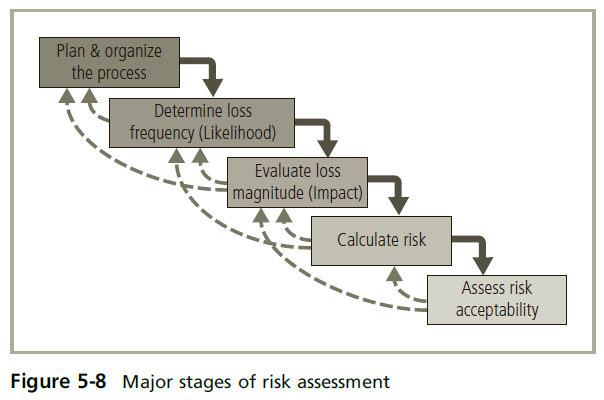 Plan & organize
the process
Determine loss
frequency (Likelihood)
Evaluate loss
magnitude (Impact)
Calculate risk
Assess risk
acceptability
Figure 5-8 Major stages of risk assessment